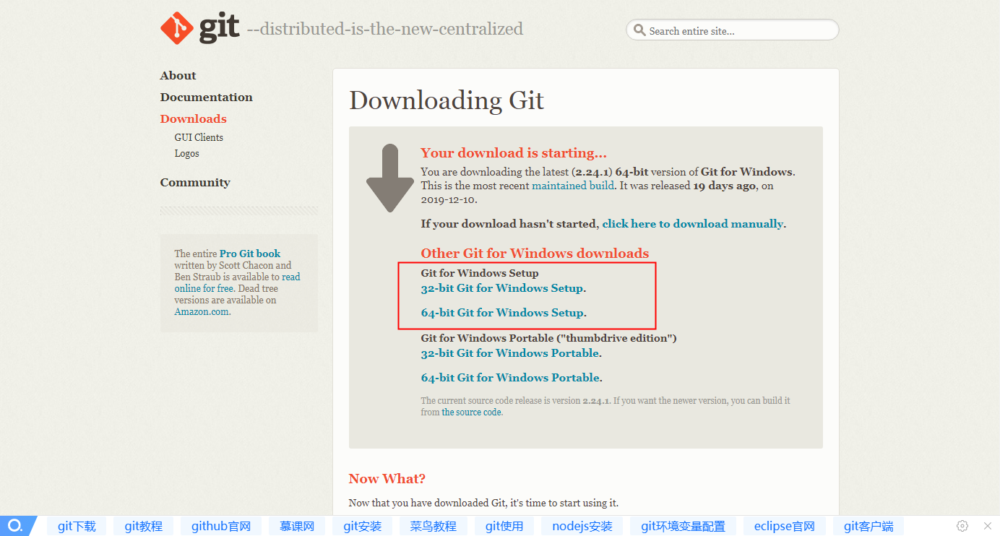 git --distributed-is-the-new-centralized
Search entire site...
About
Documentation
Downloads
GUI Clients
Logos
Community
The entire Pro Git book
written by Scott Chacon and
Ben Straub is available to read
online for free. Dead tree
versions are available on
Amazon.com.
Downloading Git
Your download is starting...
You are downloading the latest (2.24.1) 64-bit version of Git for Windows.
This is the most recent maintained build. It was released 19 days ago, on
2019-12-10.
If your download hasn't started, click here to download manually.
Other Git for Windows downloads
Git for Windows Setup
32-bit Git for Windows Setup.
64-bit Git for Windows Setup.
Git for Windows Portable ("thumbdrive edition")
32-bit Git for Windows Portable.
64-bit Git for Windows Portable.
The current source code release is version 2.24.1. If you want the newer version, you can build it
from the source code.
Now What?
Now that you have downloaded Git, it's time to start using it.
git下载 git教程 github官网 慕课网 git安装 菜鸟教程 git使用 nodejs安装 git环境变量配置 eclipse官网 git客户端